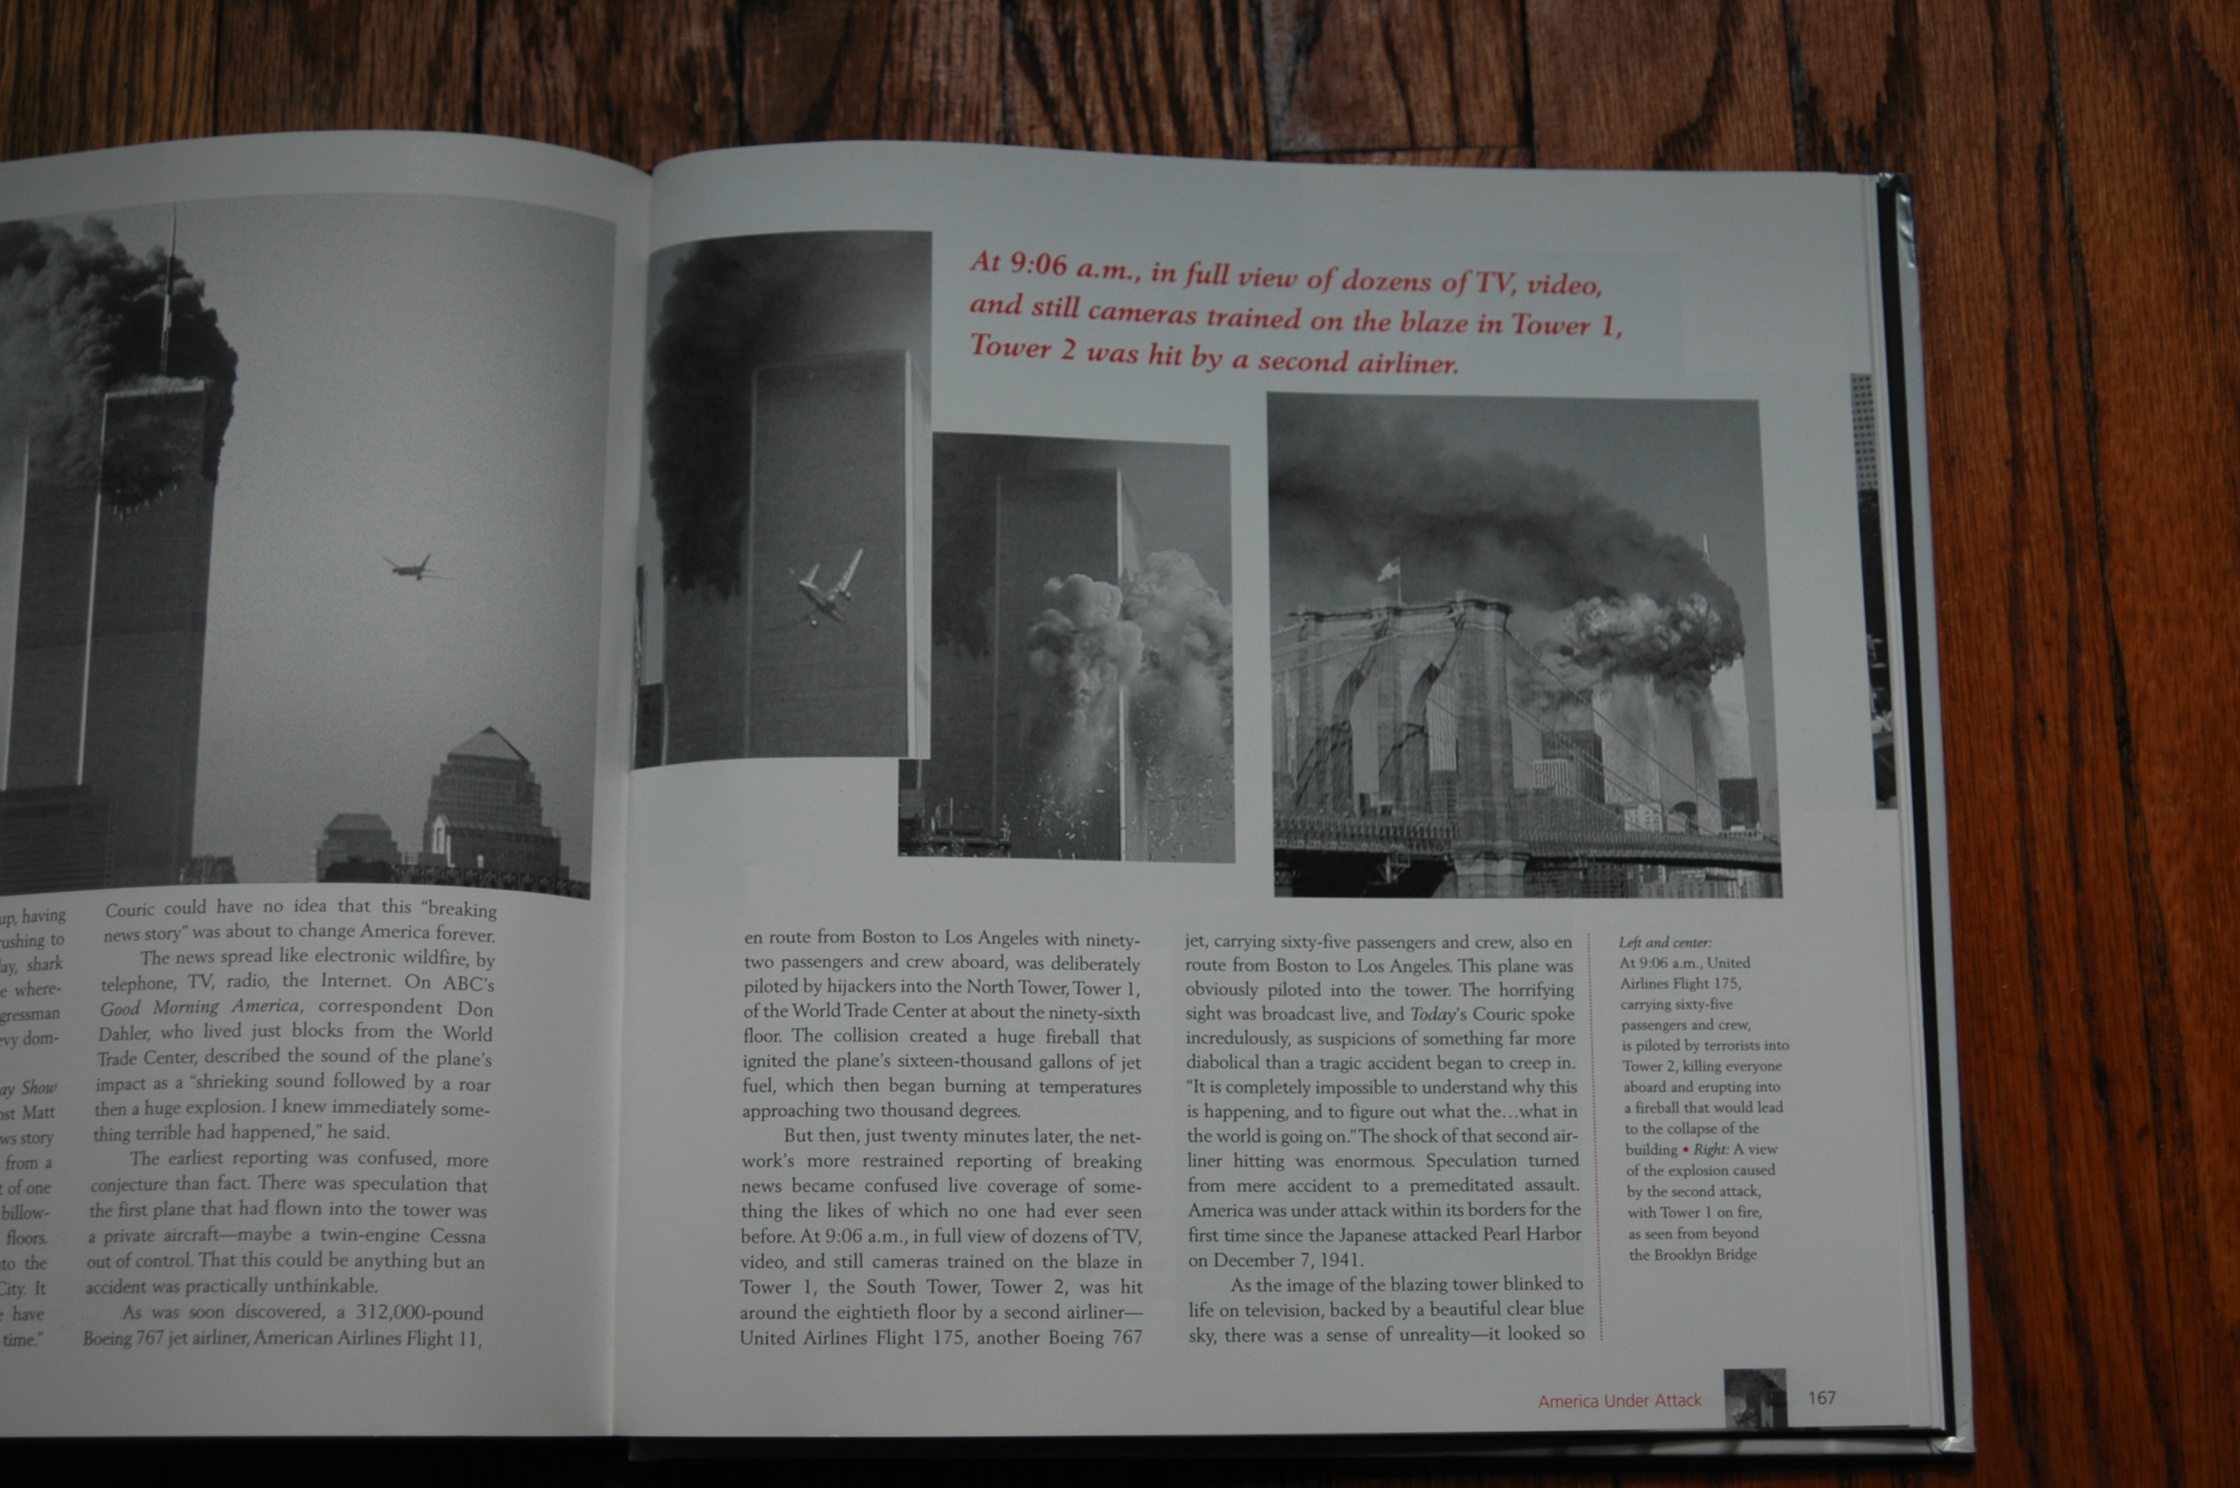 up, having
ushing to
ay, shark
e where-
gressman
vy dom-
ay Show
ost Matt
ws story
from a
of one
billow-
floors.
to the
City. It
have
time."
Couric could have no idea that this "breaking
news story" was about to change America forever.
The news spread like electronic wildfire, by
telephone, TV, radio, the Internet. On ABC's
Good Morning America, correspondent Don
Dahler, who lived just blocks from the World
Trade Center, described the sound of the plane's
impact as a "shrieking sound followed by a roar
then a huge explosion. I knew immediately some-
thing terrible had happened," he said.
The earliest reporting was confused, more
conjecture than fact. There was speculation that
the first plane that had flown into the tower was
a private aircraft—maybe a twin-engine Cessna
out of control. That this could be anything but an
accident was practically unthinkable.
As was soon discovered, a 312,000-pound
Boeing 767 jet airliner, American Airlines Flight 11,
At 9:06 a.m., in full view of dozens of TV, video,
and still cameras trained on the blaze in Tower 1,
Tower 2 was hit by a second airliner.
en route from Boston to Los Angeles with ninety-
two passengers and crew aboard, was deliberately
piloted by hijackers into the North Tower, Tower 1,
of the World Trade Center at about the ninety-sixth
floor. The collision created a huge fireball that
ignited the plane's sixteen-thousand gallons of jet
fuel, which then began burning at temperatures
approaching two thousand degrees.
But then, just twenty minutes later, the net-
work's more restrained reporting of breaking
news became confused live coverage of some-
thing the likes of which no one had ever seen
before. At 9:06 a.m., in full view of dozens of TV,
video, and still cameras trained on the blaze in
Tower 1, the South Tower, Tower 2, was hit
around the eightieth floor by a second airliner—
United Airlines Flight 175, another Boeing 767
jet, carrying sixty-five passengers and crew, also en
route from Boston to Los Angeles. This plane was
obviously piloted into the tower. The horrifying
sight was broadcast live, and Today's Couric spoke
incredulously, as suspicions of something far more
diabolical than a tragic accident began to creep in.
"It is completely impossible to understand why this
is happening, and to figure out what the…what in
the world is going on." The shock of that second air-
liner hitting was enormous. Speculation turned
from mere accident to a premeditated assault.
America was under attack within its borders for the
first time since the Japanese attacked Pearl Harbor
on December 7, 1941.
As the image of the blazing tower blinked to
life on television, backed by a beautiful clear blue
sky, there was a sense of unreality—it looked so
Left and center:
At 9:06 a.m., United
Airlines Flight 175,
carrying sixty-five
passengers and crew,
is piloted by terrorists into
Tower 2, killing everyone
aboard and erupting into
a fireball that would lead
to the collapse of the
building • Right: A view
of the explosion caused
by the second attack,
with Tower 1 on fire,
as seen from beyond
the Brooklyn Bridge
America Under Attack 167